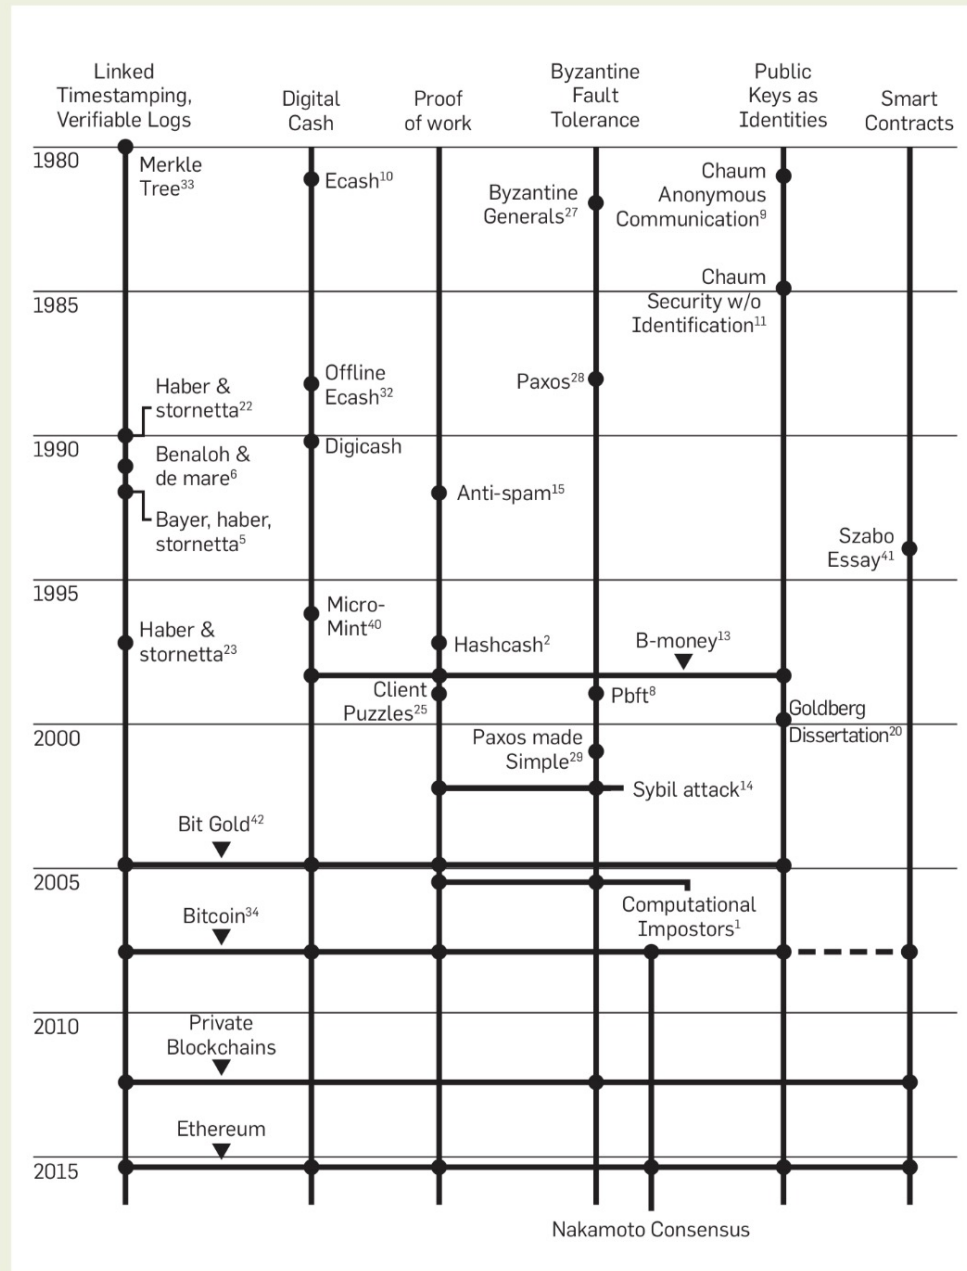 Linked
Timestamping,
Verifiable Logs
Digital
Cash
Proof
of work
Byzantine
Fault
Tolerance
Public
Keys as
Identities
Smart
Contracts
1980
Merkle
Tree33
Ecash10
Byzantine
Generals27
Chaum
Anonymous
Communication9
Chaum
Security w/o
Identification11
1985
Offline
Ecash32
Paxos28
Haber &
stornetta22
1990
Digicash
Benaloh &
de mare6
Anti-spam15
Bayer, haber,
stornetta5
Szabo
Essay41
1995
Micro-
Mint40
Haber &
stornetta23
Hashcash2
B-money13
Client
Puzzles25
Pbft8
Goldberg
Dissertation20
2000
Paxos made
Simple29
Sybil attack14
Bit Gold42
2005
Computational
Impostors1
Bitcoin34
2010
Private
Blockchains
Ethereum
2015
Nakamoto Consensus